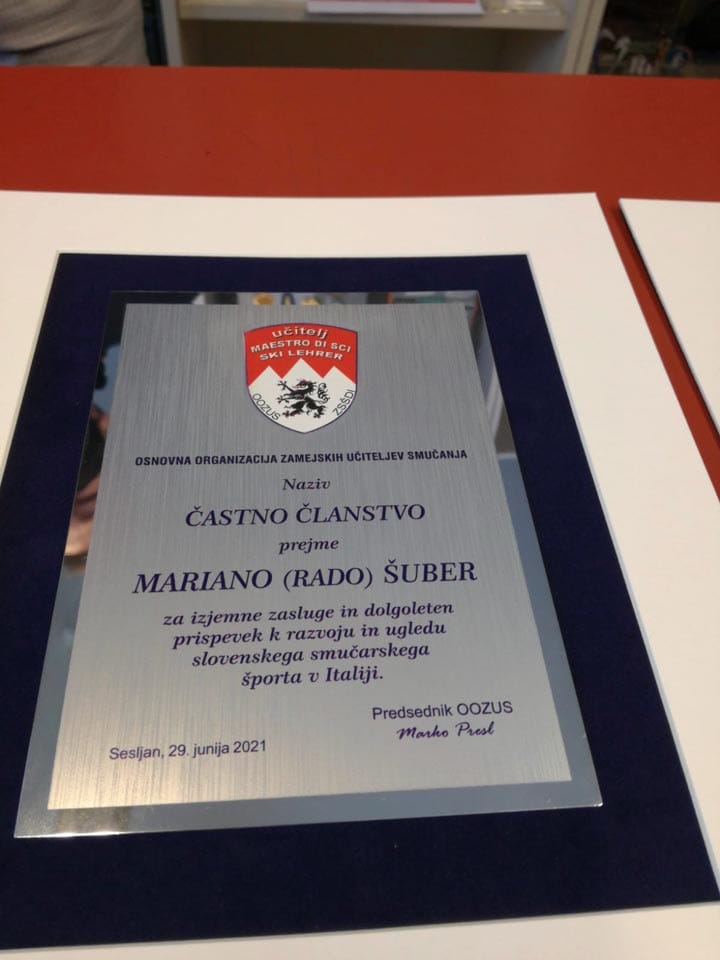 učitelj
MAESTRO DI SCI
SKI LEHRER
OOZUS ZSŠDI
OSNOVNA ORGANIZACIJA ZAMEJSKIH UČITELJEV SMUČANJA
Naziv
ČASTNO ČLANSTVO
prejme
MARIANO (RADO) ŠUBER
za izjemne zasluge in dolgoleten
prispevek k razvoju in ugledu
slovenskega smučarskega
športa v Italiji.
Predsednik OOZUS
Marko Presl
Sesljan, 29. junija 2021